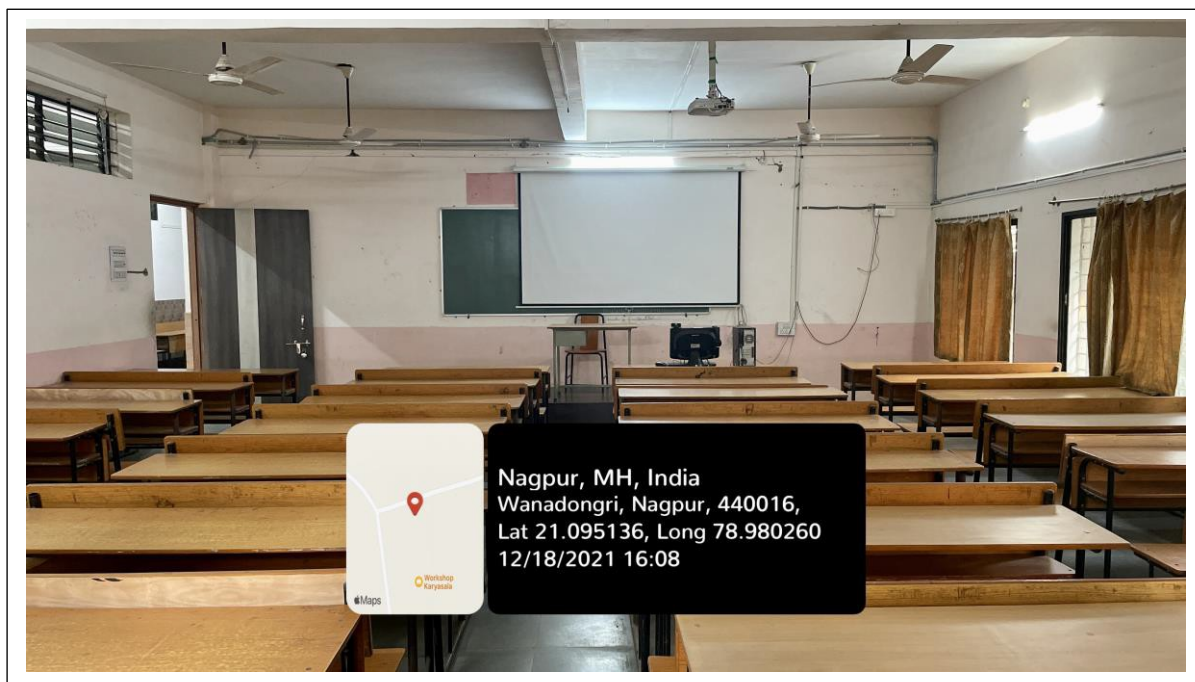 Nagpur, MH, India
Wanadongri, Nagpur, 440016,
Lat 21.095136, Long 78.980260
12/18/2021 16:08
Workshop
Karyasala
Maps